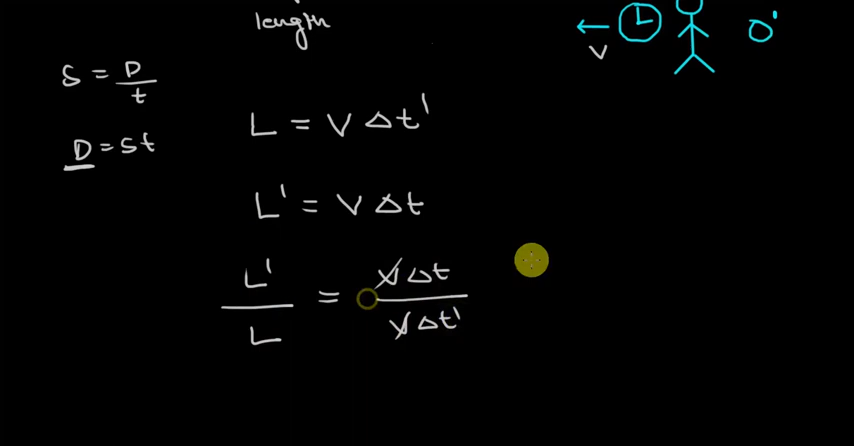 length
O'
V
S = D / t
L = V Δt'
D = st
L' = V Δt
L' / L = VΔt / VΔt'